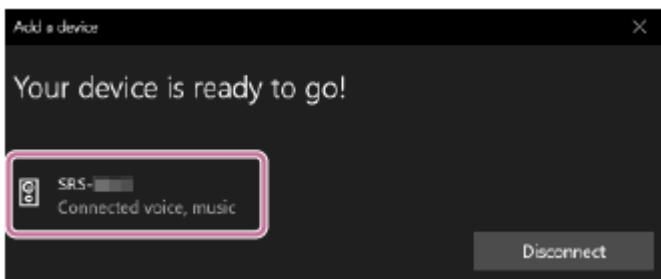 Add a device
Your device is ready to go!
SRS-
Connected voice, music
Disconnect